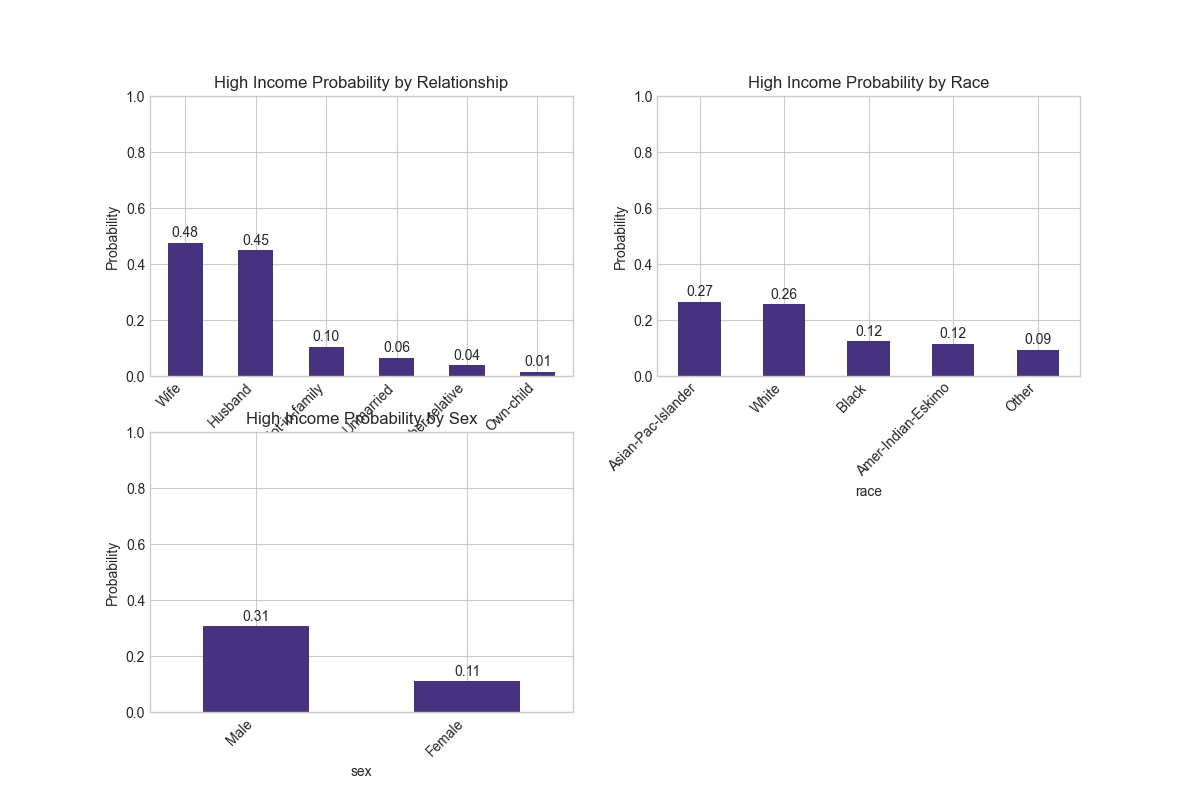 High Income Probability by Relationship
1.0
0.8
0.6
0.4
0.2
0.0
Probability
0.48
0.45
0.10
0.06
0.04
0.01
Wife
Husband
Unmarried
Own-child
High Income Probability by Race
1.0
0.8
0.6
0.4
0.2
0.0
Probability
0.27
0.26
0.12
0.12
0.09
Asian-Pac-Islander
White
Black
Amer-Indian-Eskimo
Other
race
High Income Probability by Sex
1.0
0.8
0.6
0.4
0.2
0.0
Probability
0.31
0.11
Male
Female
sex